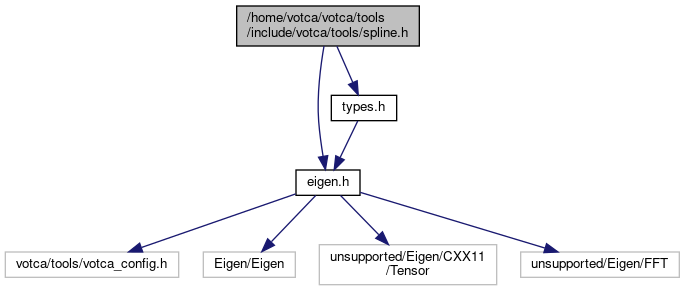 /home/votca/votca/tools
/include/votca/tools/spline.h
types.h
eigen.h
votca/tools/votca_config.h
Eigen/Eigen
unsupported/Eigen/CXX11
/Tensor
unsupported/Eigen/FFT